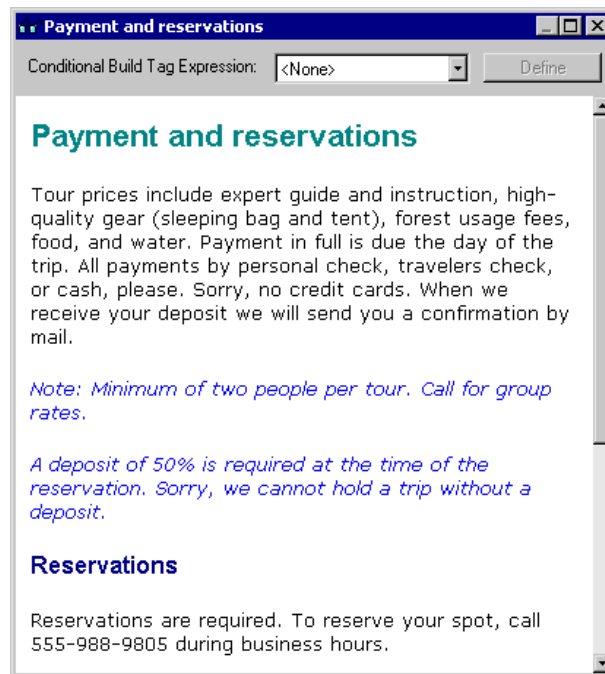 Payment and reservations
Conditional Build Tag Expression: <None> Define
Payment and reservations
Tour prices include expert guide and instruction, high-
quality gear (sleeping bag and tent), forest usage fees,
food, and water. Payment in full is due the day of the
trip. All payments by personal check, travelers check,
or cash, please. Sorry, no credit cards. When we
receive your deposit we will send you a confirmation by
mail.
Note: Minimum of two people per tour. Call for group
rates.
A deposit of 50% is required at the time of the
reservation. Sorry, we cannot hold a trip without a
deposit.
Reservations
Reservations are required. To reserve your spot, call
555-988-9805 during business hours.